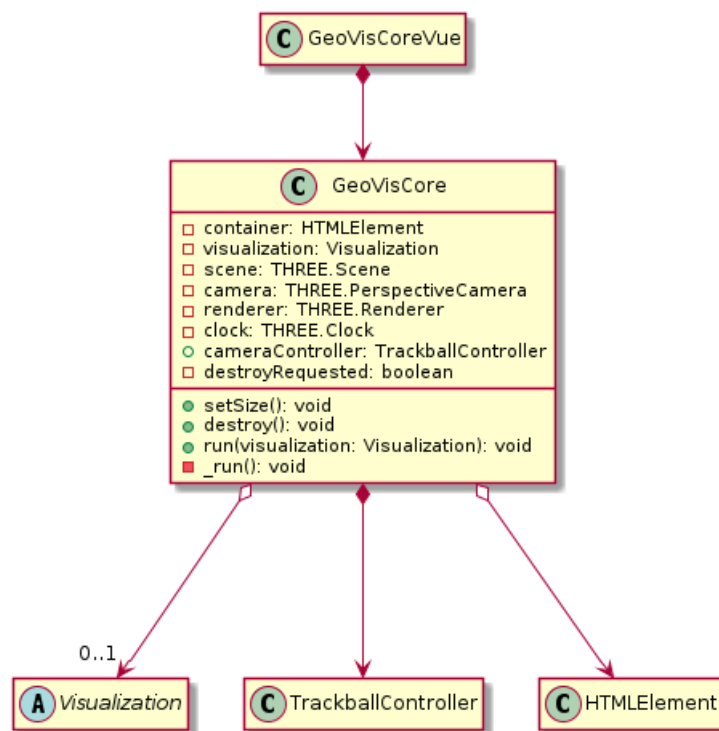 C GeoVisCoreVue
C GeoVisCore
container: HTMLElement
visualization: Visualization
scene: THREE.Scene
camera: THREE.PerspectiveCamera
renderer: THREE.Renderer
clock: THREE.Clock
cameraController: TrackballController
destroyRequested: boolean
setSize(): void
destroy(): void
run(visualization: Visualization): void
_run(): void
0..1
A Visualization
C TrackballController
C HTMLElement